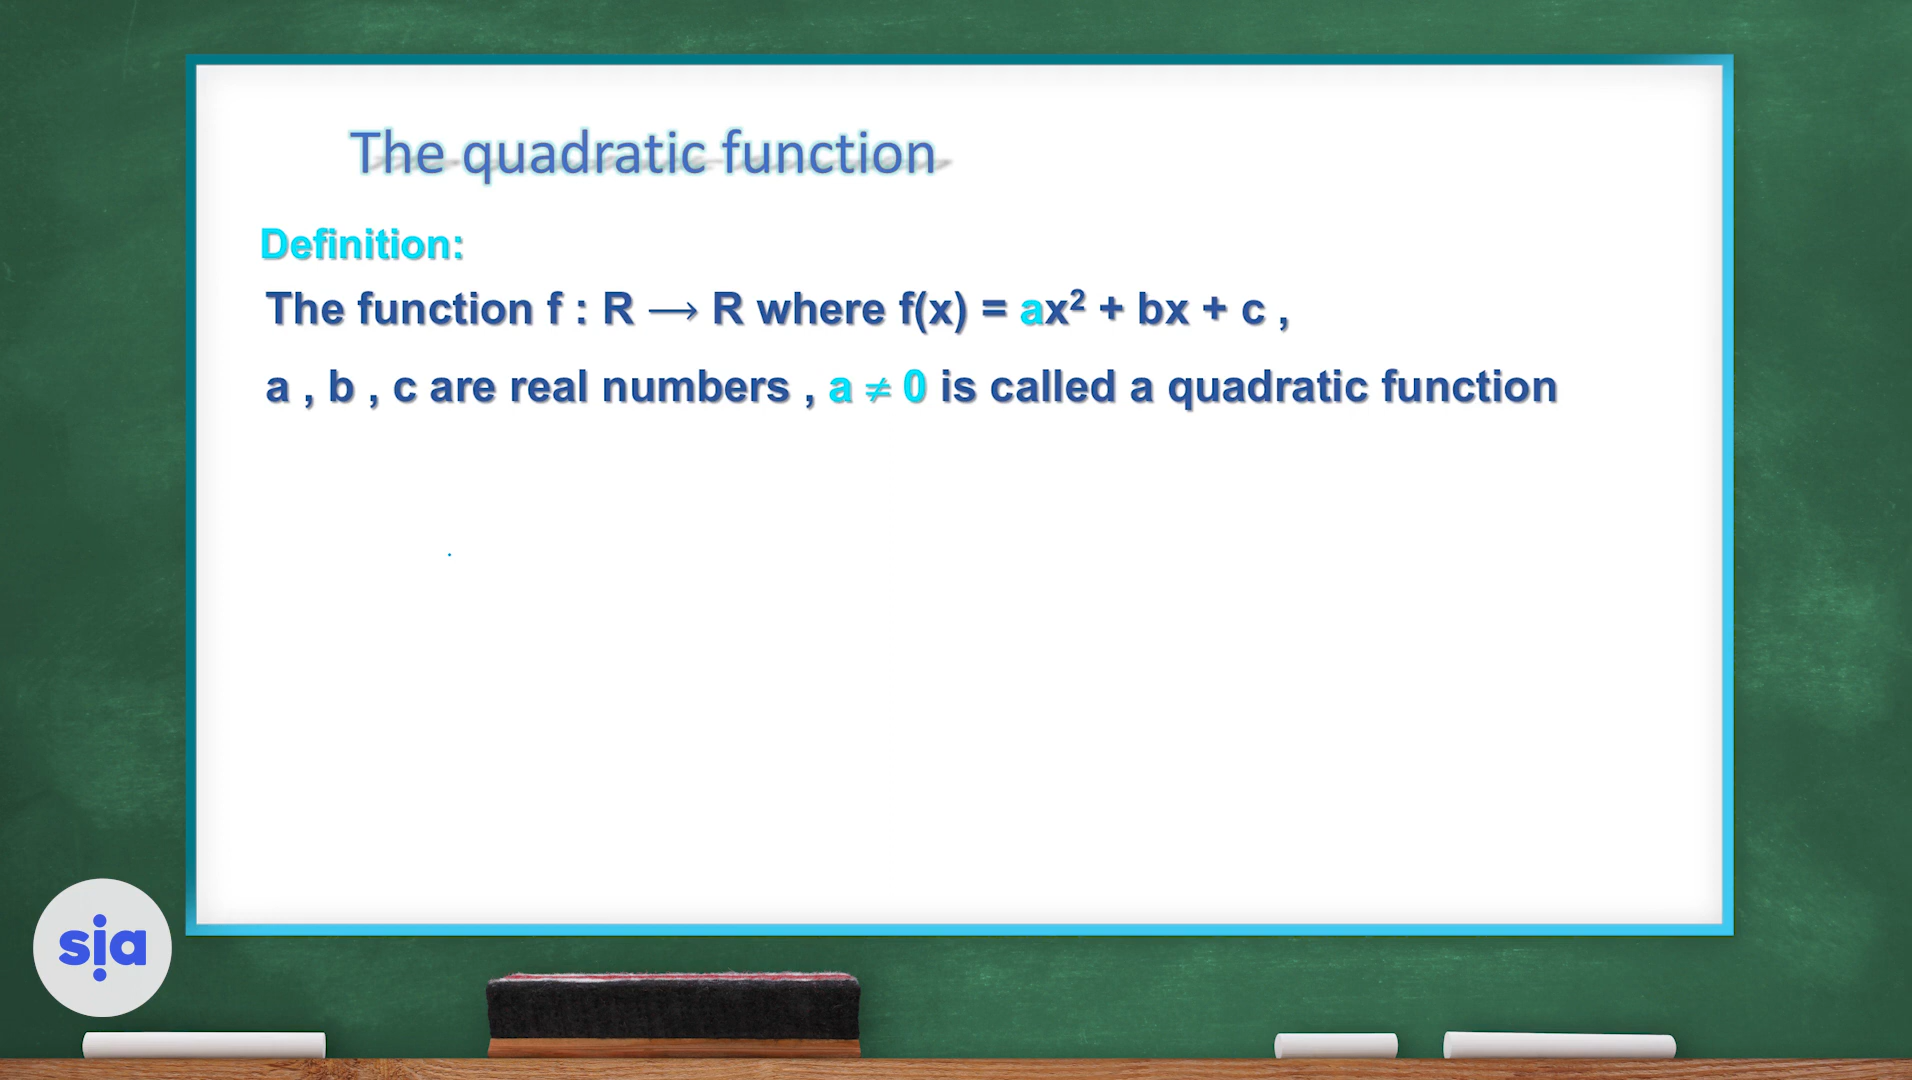 The quadratic function
Definition:
The function f : R ⟶ R where f(x) = ax² + bx + c ,
a , b , c are real numbers , a ≠ 0 is called a quadratic function
sia